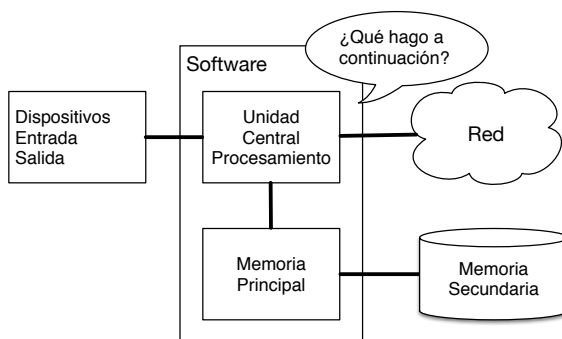 ¿Qué hago a
continuación?
Software
Dispositivos
Entrada
Salida
Unidad
Central
Procesamiento
Red
Memoria
Principal
Memoria
Secundaria